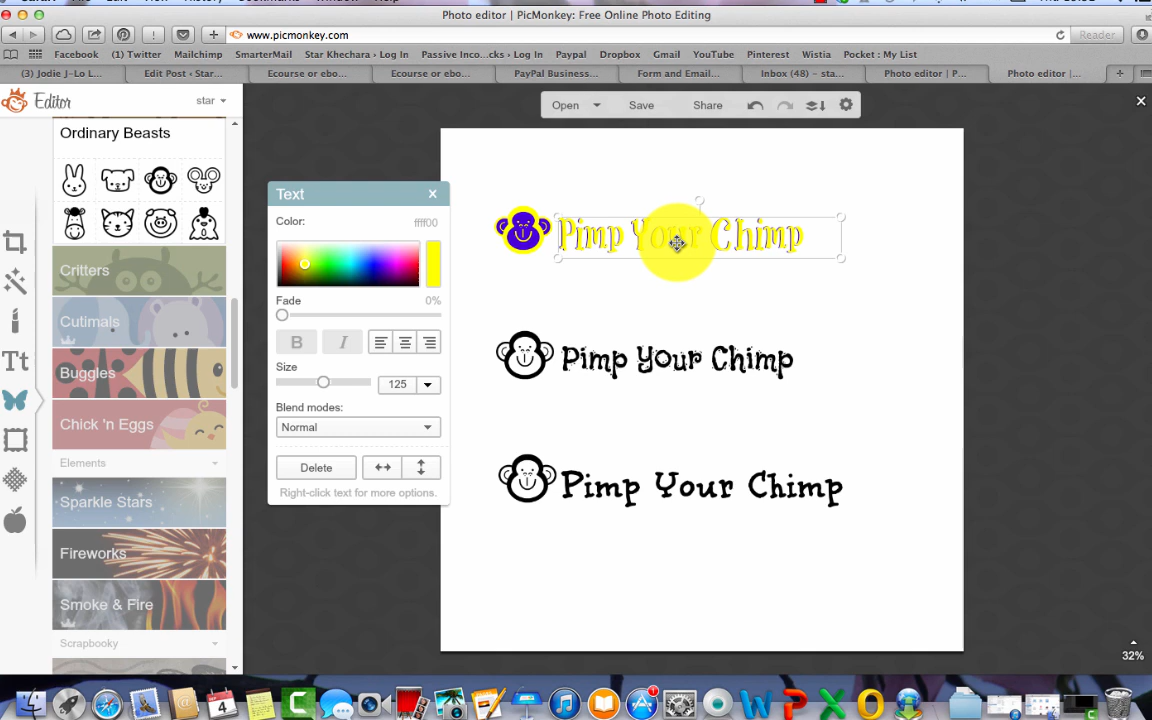 Photo editor | PicMonkey: Free Online Photo Editing
www.picmonkey.com
Reader
Facebook (1) Twitter Mailchimp SmarterMail Star Khechara › Log In Passive Inco...cks › Log In Paypal Dropbox Gmail YouTube Pinterest Wistia Pocket : My List
(3) Jodie J-Lo L... Edit Post ‹ Star... Ecourse or ebo... Ecourse or ebo... PayPal Business... Form and Email... Inbox (48) – sta... Photo editor | P... Photo editor |...
Editor
star
Open
Save
Share
Ordinary Beasts
Critters
Cutimals
Buggles
Chick 'n Eggs
Elements
Sparkle Stars
Fireworks
Smoke & Fire
Scrapbooky
Tt
Text
Color:
ffff00
Fade
0%
B I
Size
125
Blend modes:
Normal
Delete
Right-click text for more options.
Pimp Your Chimp
Pimp Your Chimp
Pimp Your Chimp
32%